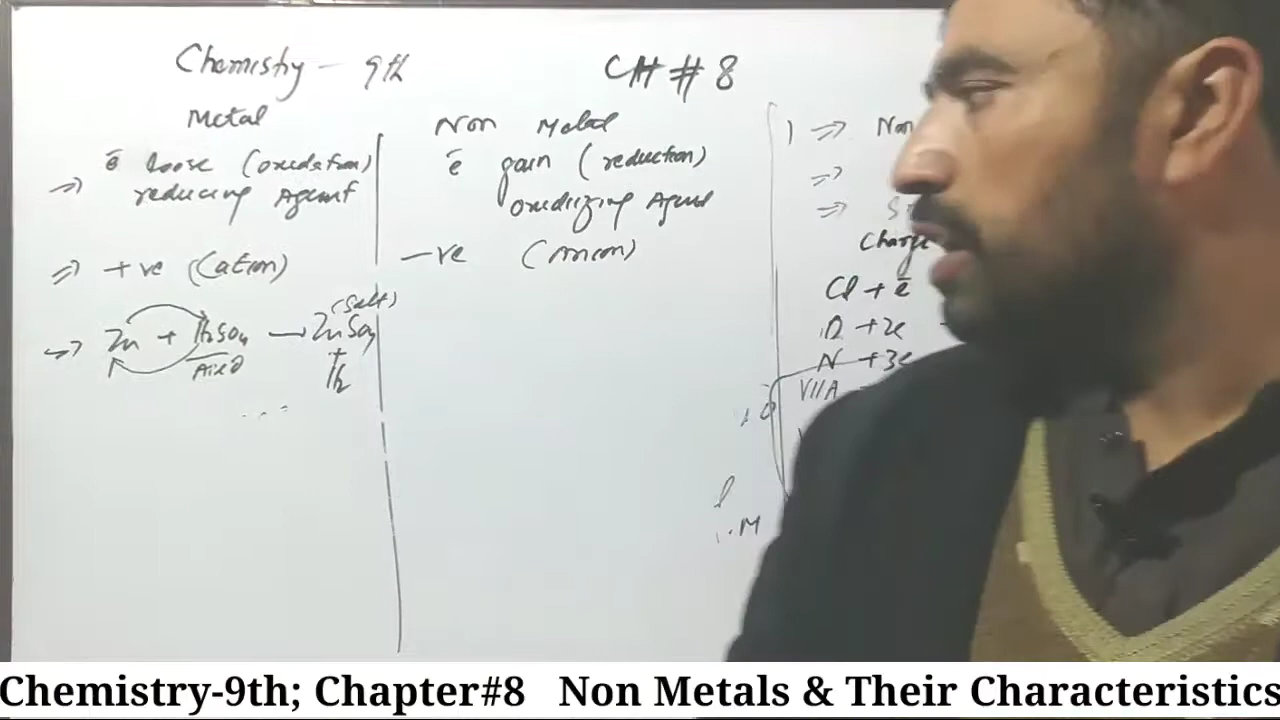 Chemistry - 9th
CH # 8
Metal
ē loose (oxidation)
⇒ reducing Agent
⇒ +ve (Cation)
⇒ Zn + H2SO4 → ZnSO4 (Salt)
Acid
+
H2
Non Metal
ē gain (reduction)
oxidizing Agent
-ve (Anion)
1 ⇒ Non
⇒
⇒ S
Charge
Cl + ē
O + 2e
N + 3e
VIIA
M
Chemistry-9th; Chapter#8 Non Metals & Their Characteristics